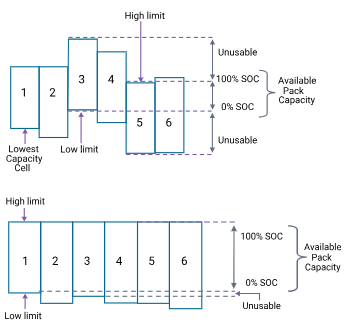 High limit
Unusable
100% SOC
Available
Pack
Capacity
0% SOC
Unusable
1
2
3
4
5
6
Lowest
Capacity
Cell
Low limit
High limit
1
2
3
4
5
6
100% SOC
Available
Pack
Capacity
0% SOC
Unusable
Low limit